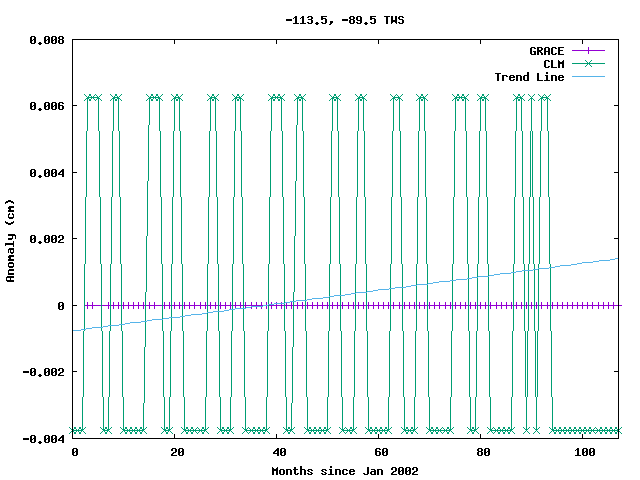 -113.5, -89.5 TWS
GRACE
CLM
Trend Line
0.008
0.006
0.004
0.002
0
-0.002
-0.004
Anomaly (cm)
0 20 40 60 80 100
Months since Jan 2002